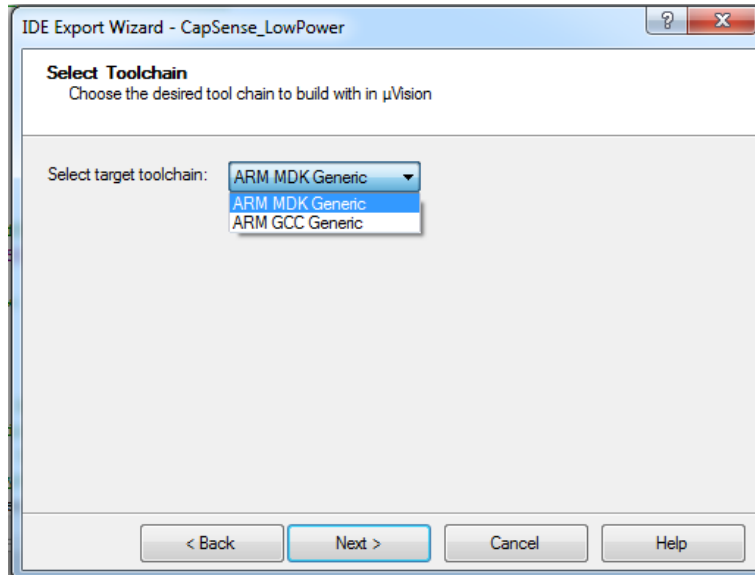 IDE Export Wizard - CapSense_LowPower
Select Toolchain
Choose the desired tool chain to build with in µVision
Select target toolchain: ARM MDK Generic
ARM MDK Generic
ARM GCC Generic
< Back Next > Cancel Help